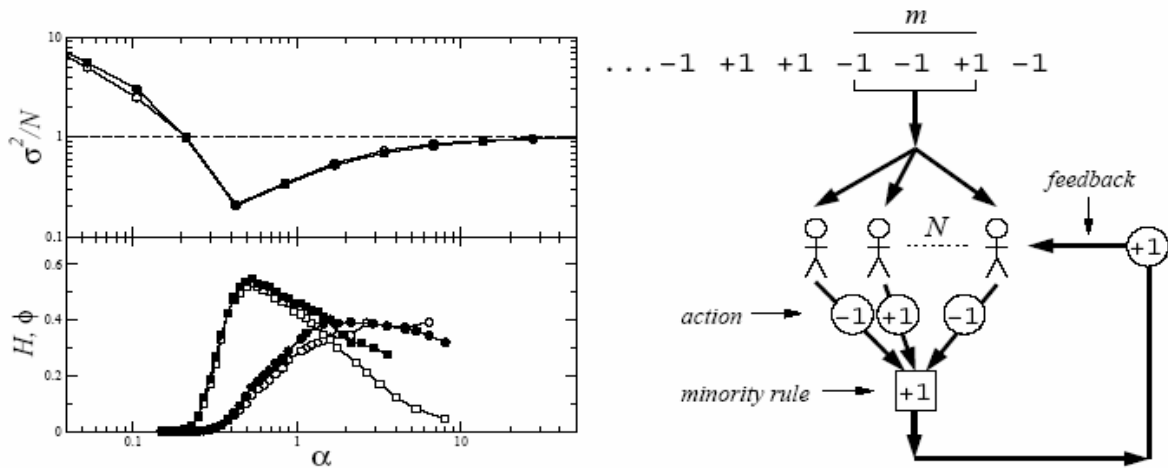 σ²/N
10
1
0.1
H, ϕ
0.6
0.4
0.2
0
0.1
1
10
α
m
...-1 +1 +1 -1 -1 +1 -1
feedback
N
+1
action
-1 +1 -1
minority rule
+1